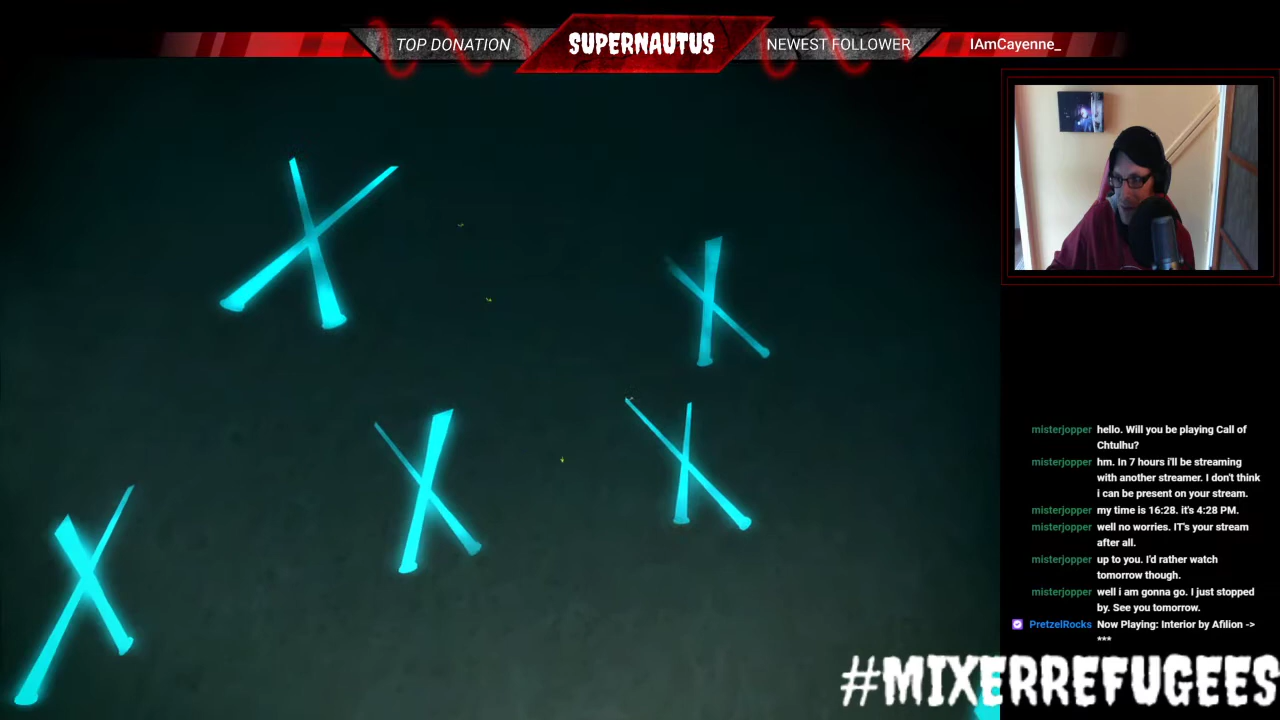 TOP DONATION
SUPERNAUTUS
NEWEST FOLLOWER
IAmCayenne_
misterjopper hello. Will you be playing Call of
Chtulhu?
misterjopper hm. In 7 hours i'll be streaming
with another streamer. I don't think
i can be present on your stream.
misterjopper my time is 16:28. it's 4:28 PM.
misterjopper well no worries. IT's your stream
after all.
misterjopper up to you. I'd rather watch
tomorrow though.
misterjopper well i am gonna go. I just stopped
by. See you tomorrow.
PretzelRocks Now Playing: Interior by Afilion ->
***
#MIXERREFUGEES